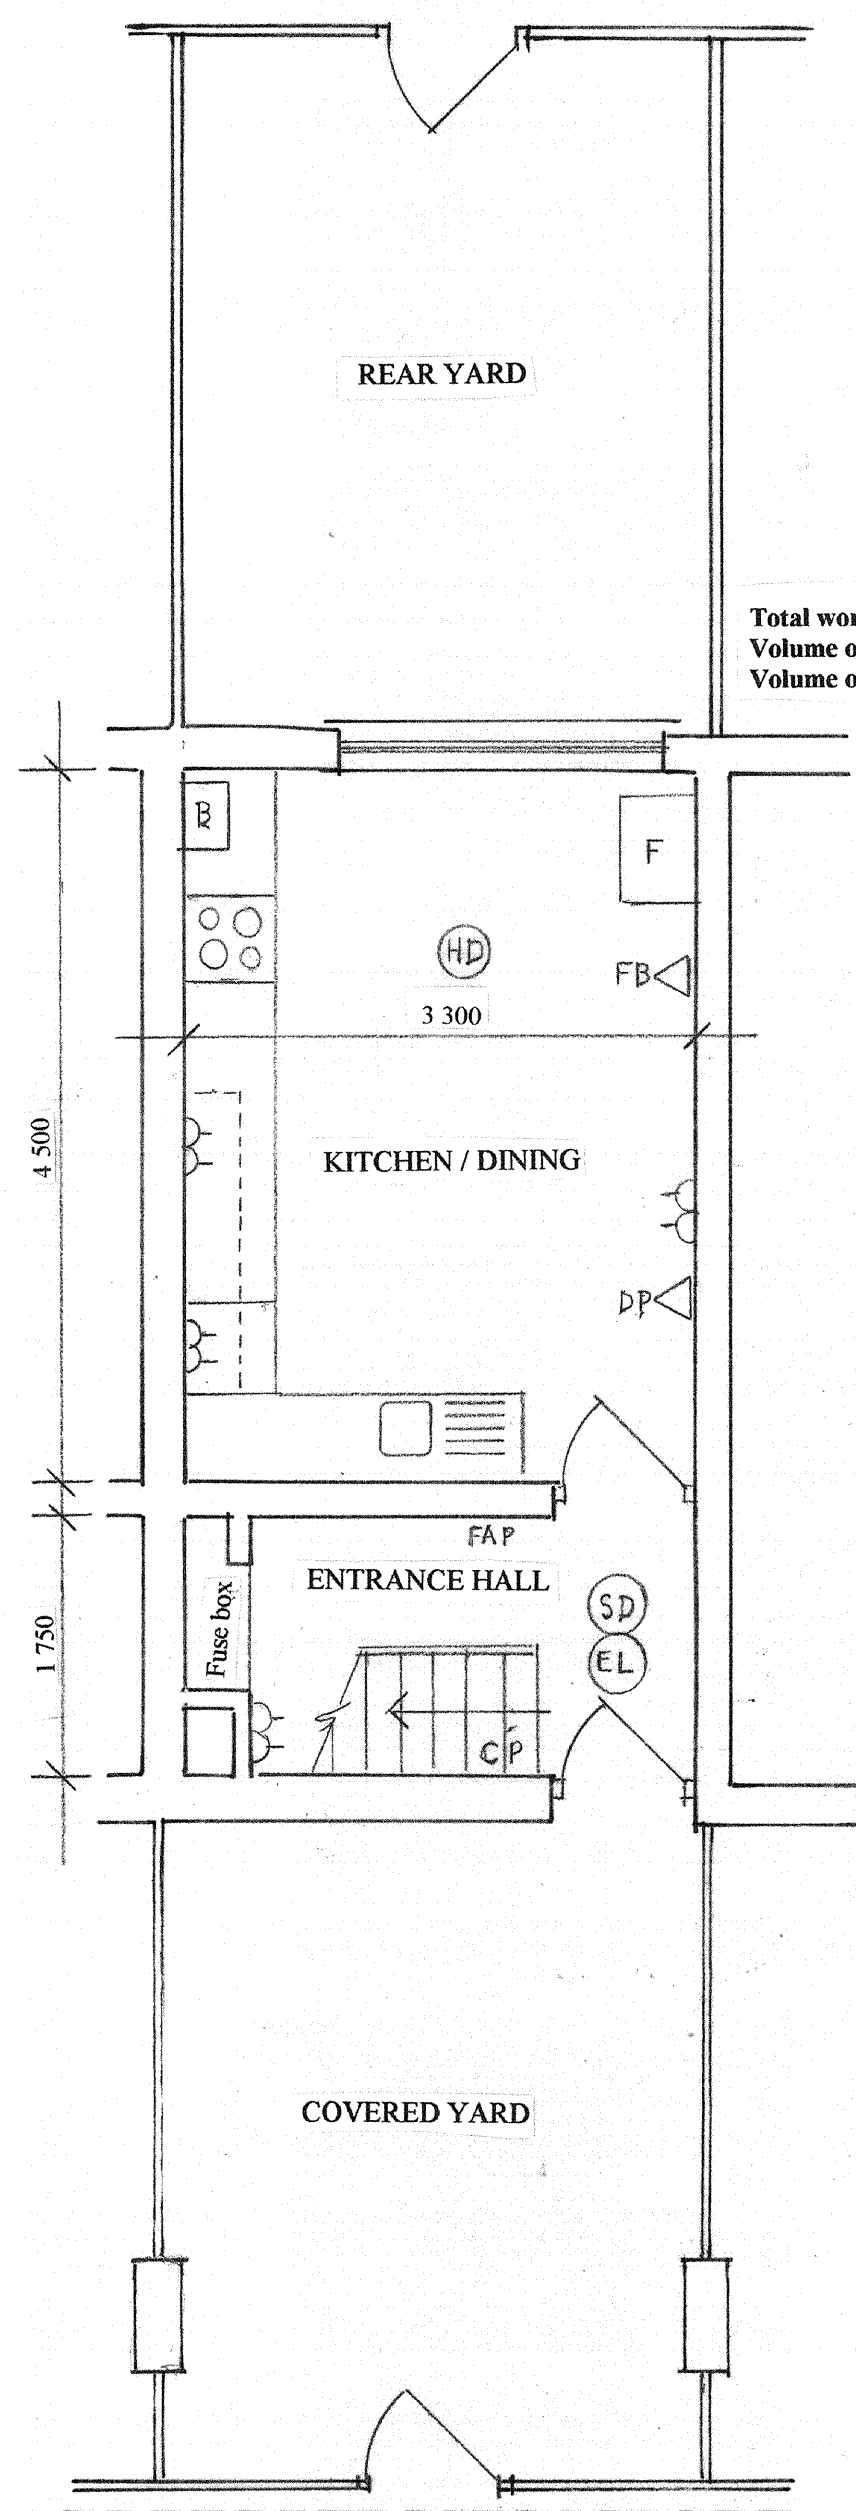 REAR YARD
Total wor
Volume o
Volume o
B
F
HD
FB
3 300
4 500
KITCHEN / DINING
DP
FAP
ENTRANCE HALL
Fuse box
SD
EL
1 750
CP
COVERED YARD